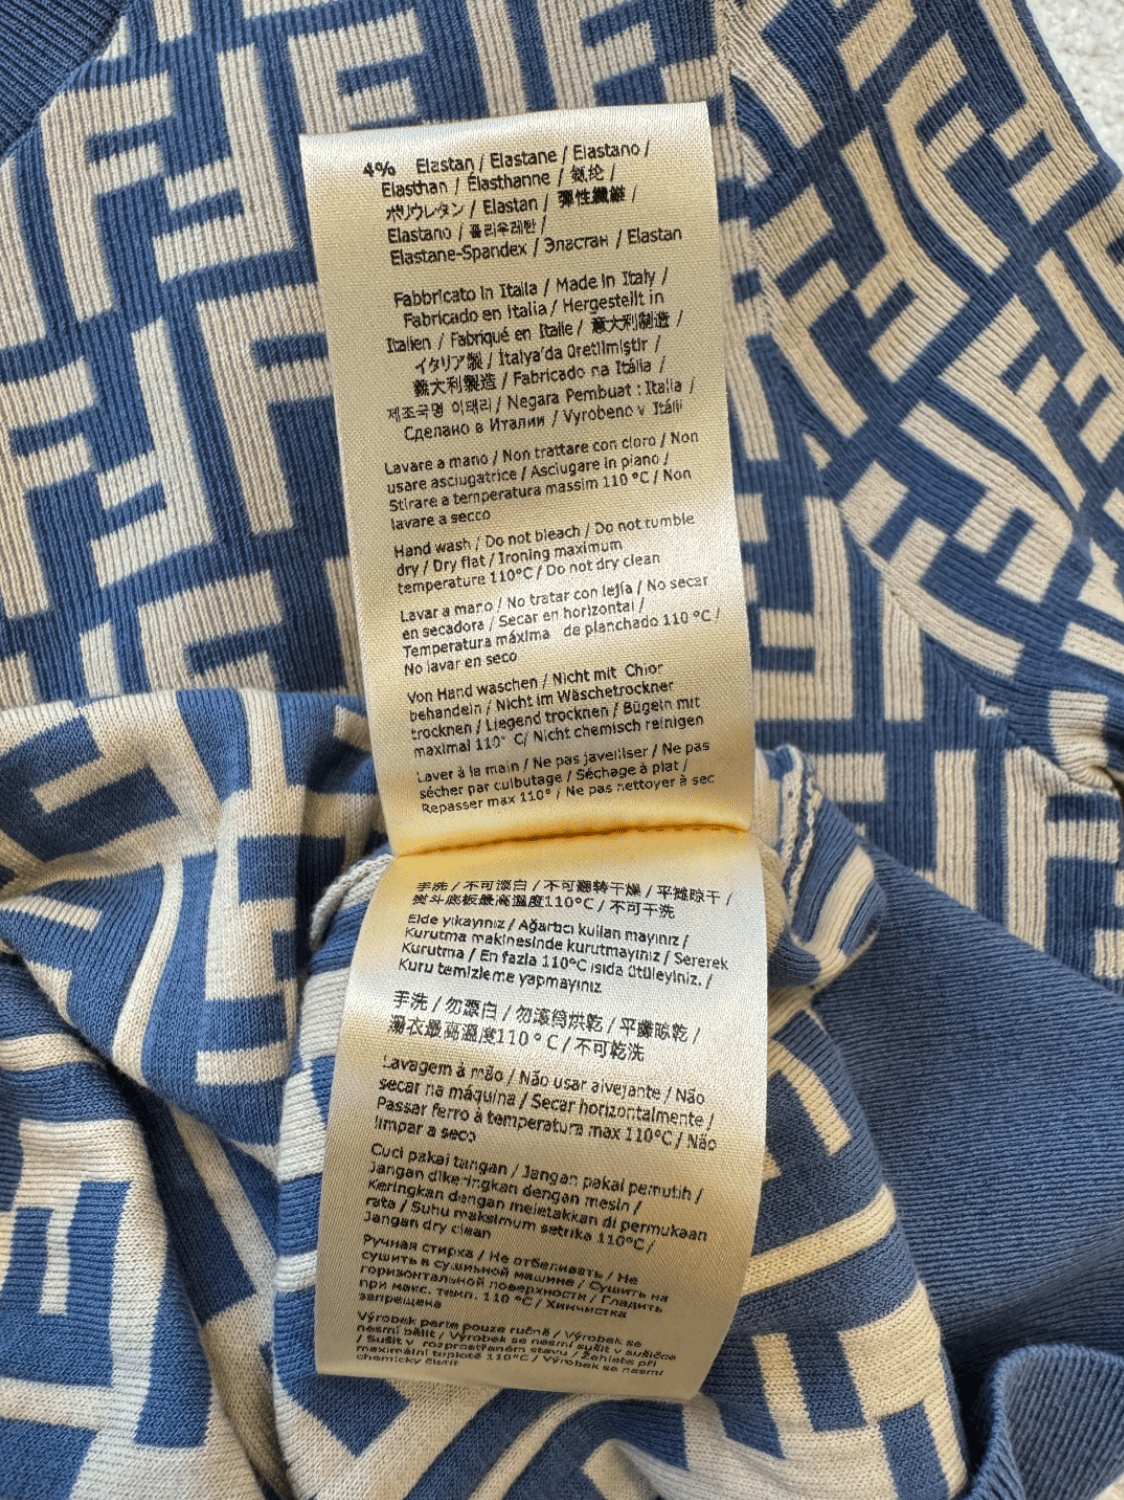 4% Elastan / Elastane / Elastano /
Elasthan / Élasthanne / 氨纶 /
ポリウレタン / Elastan / 彈性纖維 /
Elastano / 폴리우레탄 /
Elastane-Spandex / Эластан / Elastan
Fabbricato in Italia / Made in Italy /
Fabricado en Italia / Hergestellt in
Italien / Fabriqué en Italie / 意大利制造 /
イタリア製 / İtalya'da Üretilmiştir /
義大利製造 / Fabricado na Itália /
제조국명 이태리 / Negara Pembuat : Italia /
Сделано в Италии / Vyrobeno v Itálii
Lavare a mano / Non trattare con cloro / Non
usare asciugatrice / Asciugare in piano /
Stirare a temperatura massim 110 °C / Non
lavare a secco
Hand wash / Do not bleach / Do not tumble
dry / Dry flat / Ironing maximum
temperature 110°C / Do not dry clean
Lavar a mano / No tratar con lejía / No secar
en secadora / Secar en horizontal /
Temperatura máxima de planchado 110 °C /
No lavar en seco
Von Hand waschen / Nicht mit Chlor
behandeln / Nicht im Wäschetrockner
trocknen / Liegend trocknen / Bügeln mit
maximal 110° C/ Nicht chemisch reinigen
Laver à la main / Ne pas javelliser / Ne pas
sécher par culbutage / Séchage à plat /
Repasser max 110° / Ne pas nettoyer à sec
手洗 / 不可漂白 / 不可翻转干燥 / 平摊晾干 /
熨斗底板最高温度110°C / 不可干洗
Elde yıkayınız / Ağartıcı kullan mayınız /
Kurutma makinesinde kurutmayınız / Sererek
Kurutma / En fazla 110°C ısıda ütüleyiniz. /
Kuru temizleme yapmayınız
手洗 / 勿漂白 / 勿滾筒烘乾 / 平攤晾乾 /
燙衣最高溫度110 ° C / 不可乾洗
Lavagem à mão / Não usar alvejante / Não
secar na máquina / Secar horizontalmente /
Passar ferro à temperatura max 110°C / Não
limpar a seco
Cuci pakai tangan / Jangan pakai pemutih /
Jangan dikeringkan dengan mesin /
Keringkan dengan meletakkan di permukaan
rata / Suhu maksimum setrika 110°C /
Jangan dry clean
Ручная стирка / Не отбеливать / Не
сушить в сушильной машине / Сушить на
горизонтальной поверхности / Гладить
при макс. темп. 110 °C / Химчистка
запрещена
Výrobek perte pouze ručně / Výrobek se
nesmí bělit / Výrobek se nesmí sušit v sušičce
/ Sušit v rozprostřeném stavu / Žehlete při
maximální teplotě 110°C / Výrobek se nesmí
chemicky čistit